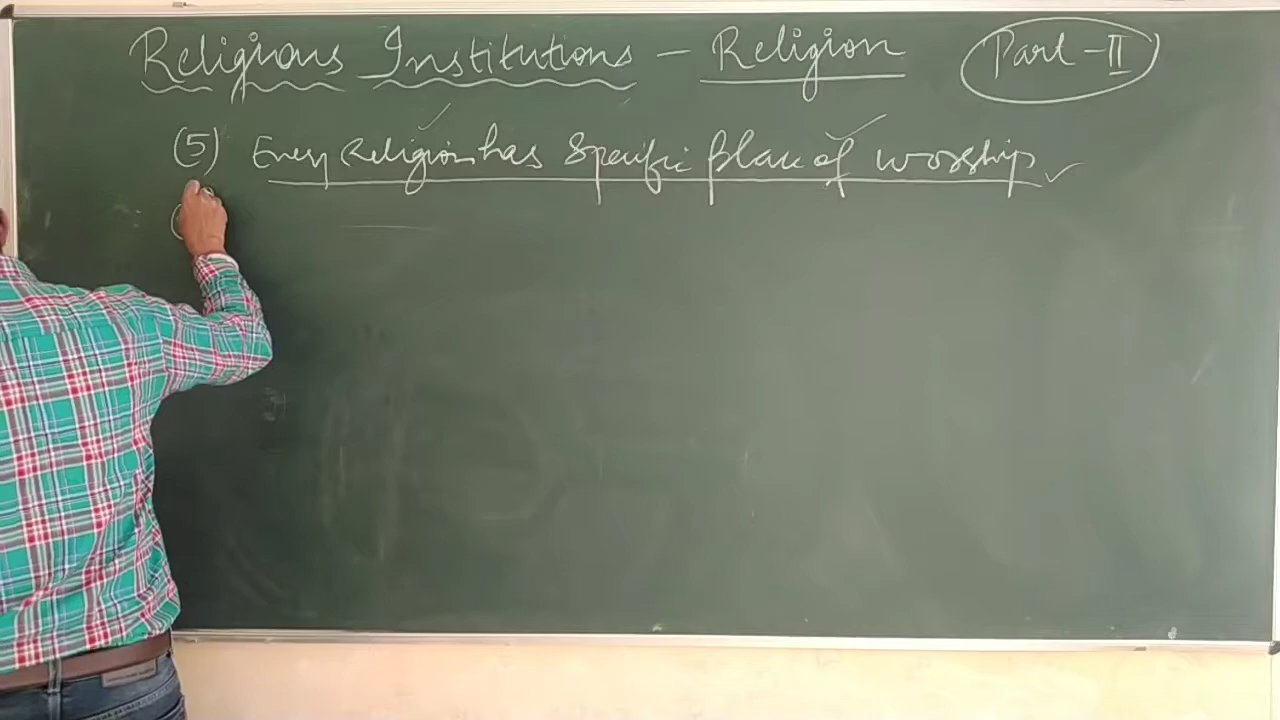 Religious Institutions – Religion Part-II
(5) Every Religion has Specific place of worship